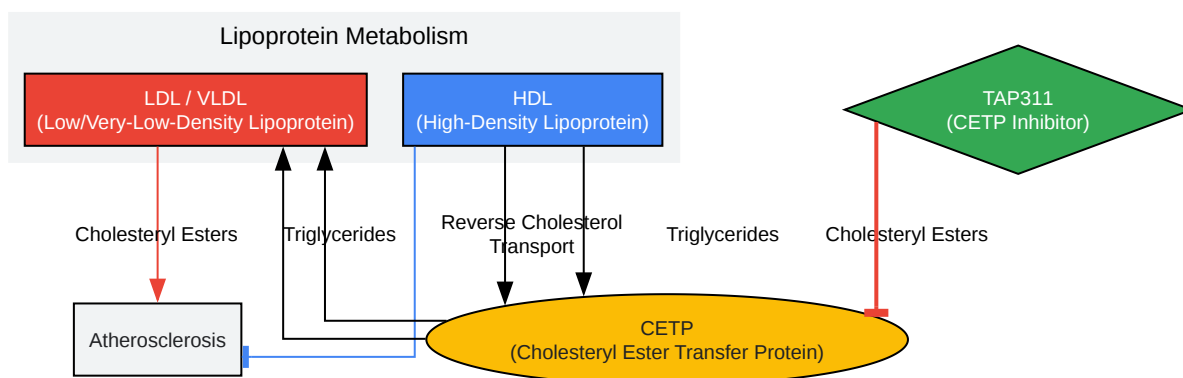 Lipoprotein Metabolism
LDL / VLDL
(Low/Very-Low-Density Lipoprotein)
HDL
(High-Density Lipoprotein)
TAP311
(CETP Inhibitor)
Cholesteryl Esters
Triglycerides
Reverse Cholesterol
Transport
Triglycerides
Cholesteryl Esters
Atherosclerosis
CETP
(Cholesteryl Ester Transfer Protein)